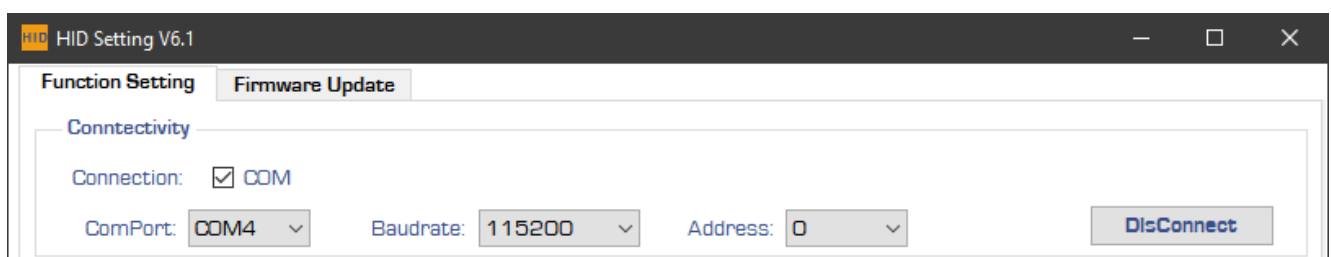 HID HID Setting V6.1
Function Setting Firmware Update
Conntectivity
Connection: COM
ComPort: COM4 Baudrate: 115200 Address: 0 DisConnect